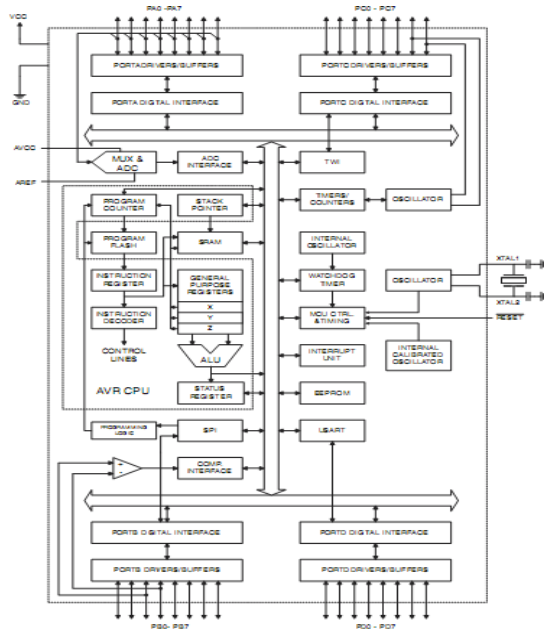 PA0 - PA7
PC0 - PC7
VCC
PORTA DRIVERS/BUFFERS
PORTC DRIVERS/BUFFERS
GND
PORTA DIGITAL INTERFACE
PORTC DIGITAL INTERFACE
AVCC
MUX &
ADC
ADC
INTERFACE
TWI
AREF
PROGRAM
COUNTER
STACK
POINTER
TIMERS/
COUNTERS
OSCILLATOR
PROGRAM
FLASH
SRAM
INTERNAL
OSCILLATOR
XTAL1
INSTRUCTION
REGISTER
GENERAL
PURPOSE
REGISTERS
WATCHDOG
TIMER
OSCILLATOR
X
XTAL2
INSTRUCTION
DECODER
Y
MCU CTRL.
& TIMING
RESET
Z
CONTROL
LINES
ALU
INTERRUPT
UNIT
INTERNAL
CALIBRATED
OSCILLATOR
AVR CPU
STATUS
REGISTER
EEPROM
PROGRAMMING
LOGIC
SPI
USART
+
-
COMP.
INTERFACE
PORTB DIGITAL INTERFACE
PORTD DIGITAL INTERFACE
PORTB DRIVERS/BUFFERS
PORTD DRIVERS/BUFFERS
PB0 - PB7
PD0 - PD7